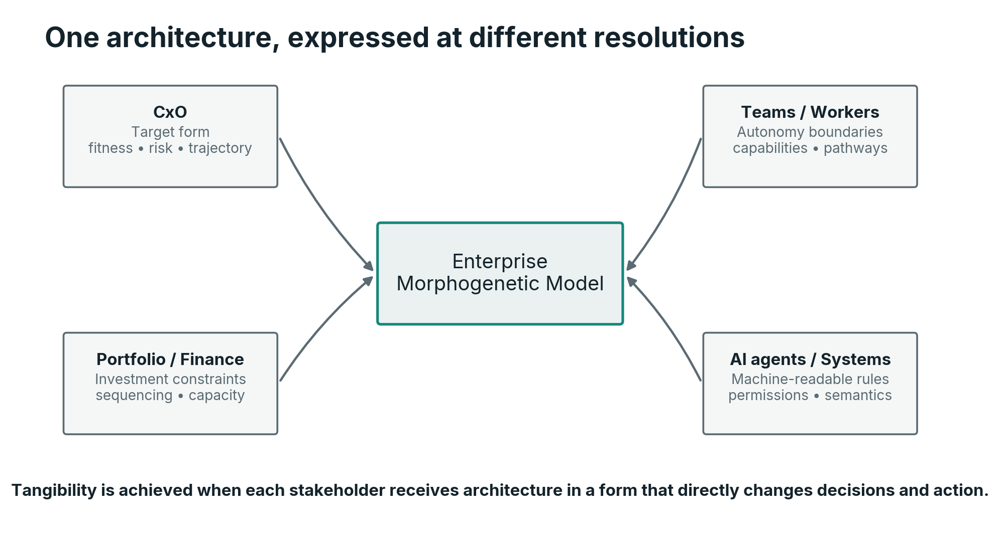 One architecture, expressed at different resolutions
CxO
Target form
fitness • risk • trajectory
Teams / Workers
Autonomy boundaries
capabilities • pathways
Enterprise
Morphogenetic Model
Portfolio / Finance
Investment constraints
sequencing • capacity
AI agents / Systems
Machine-readable rules
permissions • semantics
Tangibility is achieved when each stakeholder receives architecture in a form that directly changes decisions and action.